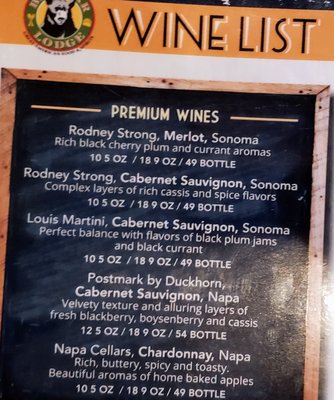 WINE LIST
LODGE
PREMIUM WINES
Rodney Strong, Merlot, Sonoma
Rich black cherry plum and currant aromas
10 5 OZ / 18 9 OZ / 49 BOTTLE
Rodney Strong, Cabernet Sauvignon, Sonoma
Complex layers of rich cassis and spice flavors
10 5 OZ / 18 9 OZ / 49 BOTTLE
Louis Martini, Cabernet Sauvignon, Sonoma
Perfect balance with flavors of black plum jams
and black currant
10 5 OZ / 18 9 OZ / 49 BOTTLE
Postmark by Duckhorn,
Cabernet Sauvignon, Napa
Velvety texture and alluring layers of
fresh blackberry, boysenberry and cassis
12 5 OZ / 18 9 OZ / 54 BOTTLE
Napa Cellars, Chardonnay, Napa
Rich, buttery, spicy and toasty.
Beautiful aromas of home baked apples
10 5 OZ / 18 9 OZ / 49 BOTTLE